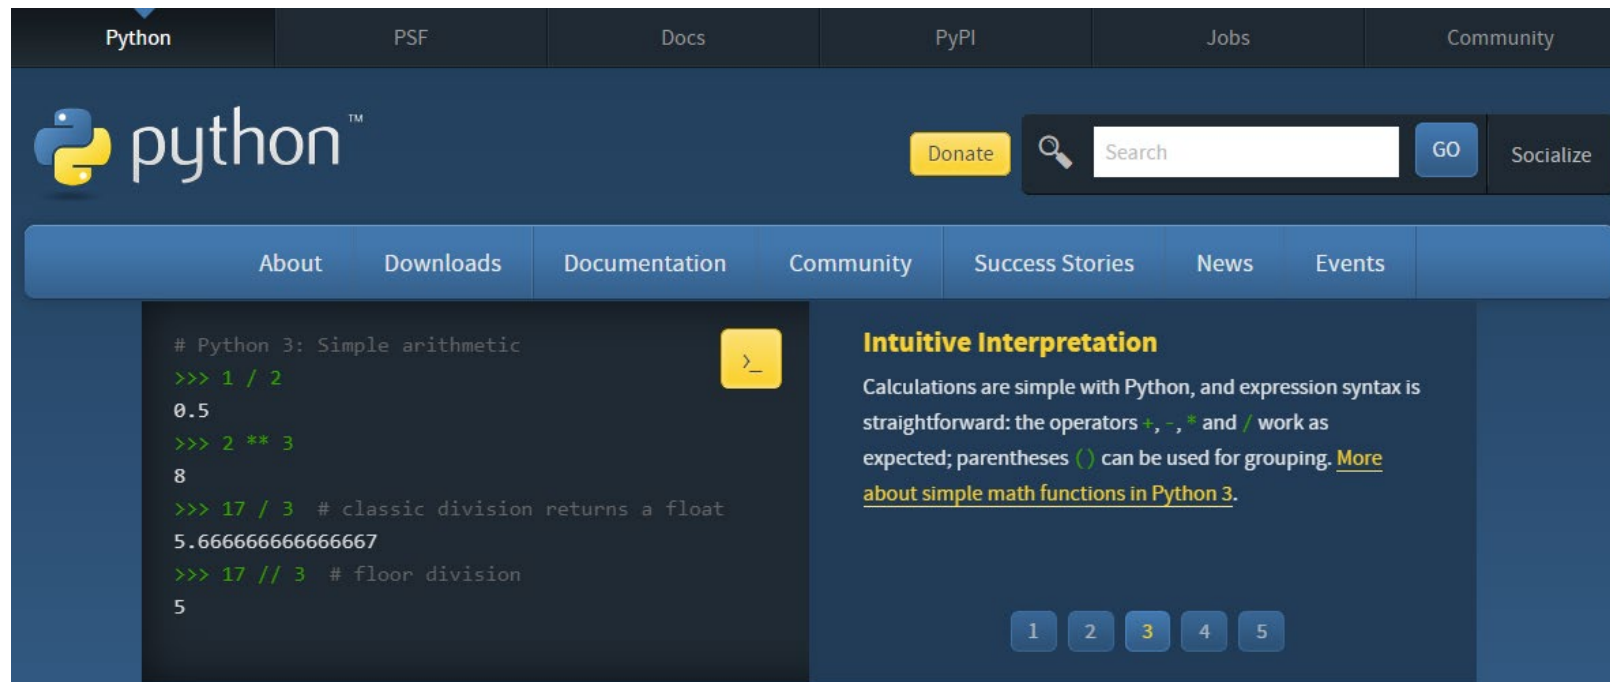 Python PSF Docs PyPI Jobs Community
python™
Donate Search GO Socialize
About Downloads Documentation Community Success Stories News Events
# Python 3: Simple arithmetic
>>> 1 / 2
0.5
>>> 2 ** 3
8
>>> 17 / 3  # classic division returns a float
5.666666666666667
>>> 17 // 3  # floor division
5
>_
Intuitive Interpretation
Calculations are simple with Python, and expression syntax is
straightforward: the operators +, -, * and / work as
expected; parentheses () can be used for grouping. More
about simple math functions in Python 3.
1 2 3 4 5